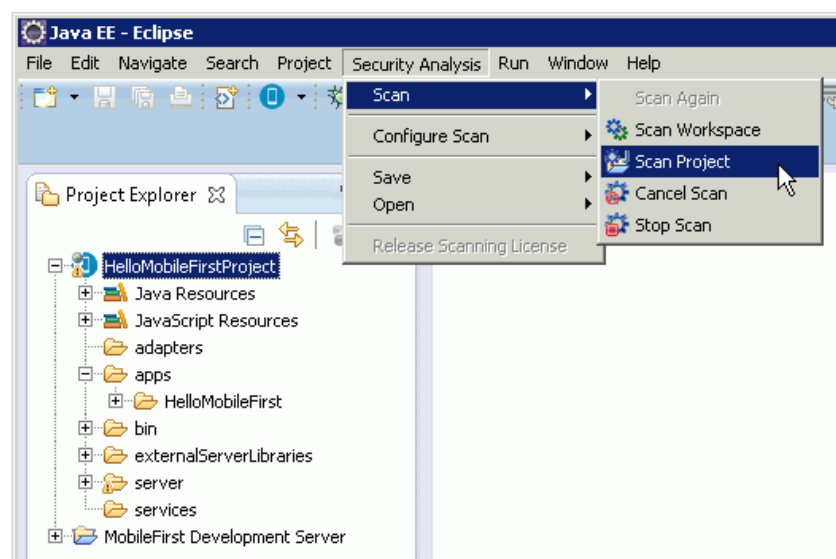 Java EE - Eclipse
File Edit Navigate Search Project Security Analysis Run Window Help
Scan
Configure Scan
Save
Open
Release Scanning License
Scan Again
Scan Workspace
Scan Project
Cancel Scan
Stop Scan
Project Explorer
HelloMobileFirstProject
Java Resources
JavaScript Resources
adapters
apps
HelloMobileFirst
bin
externalServerLibraries
server
services
MobileFirst Development Server